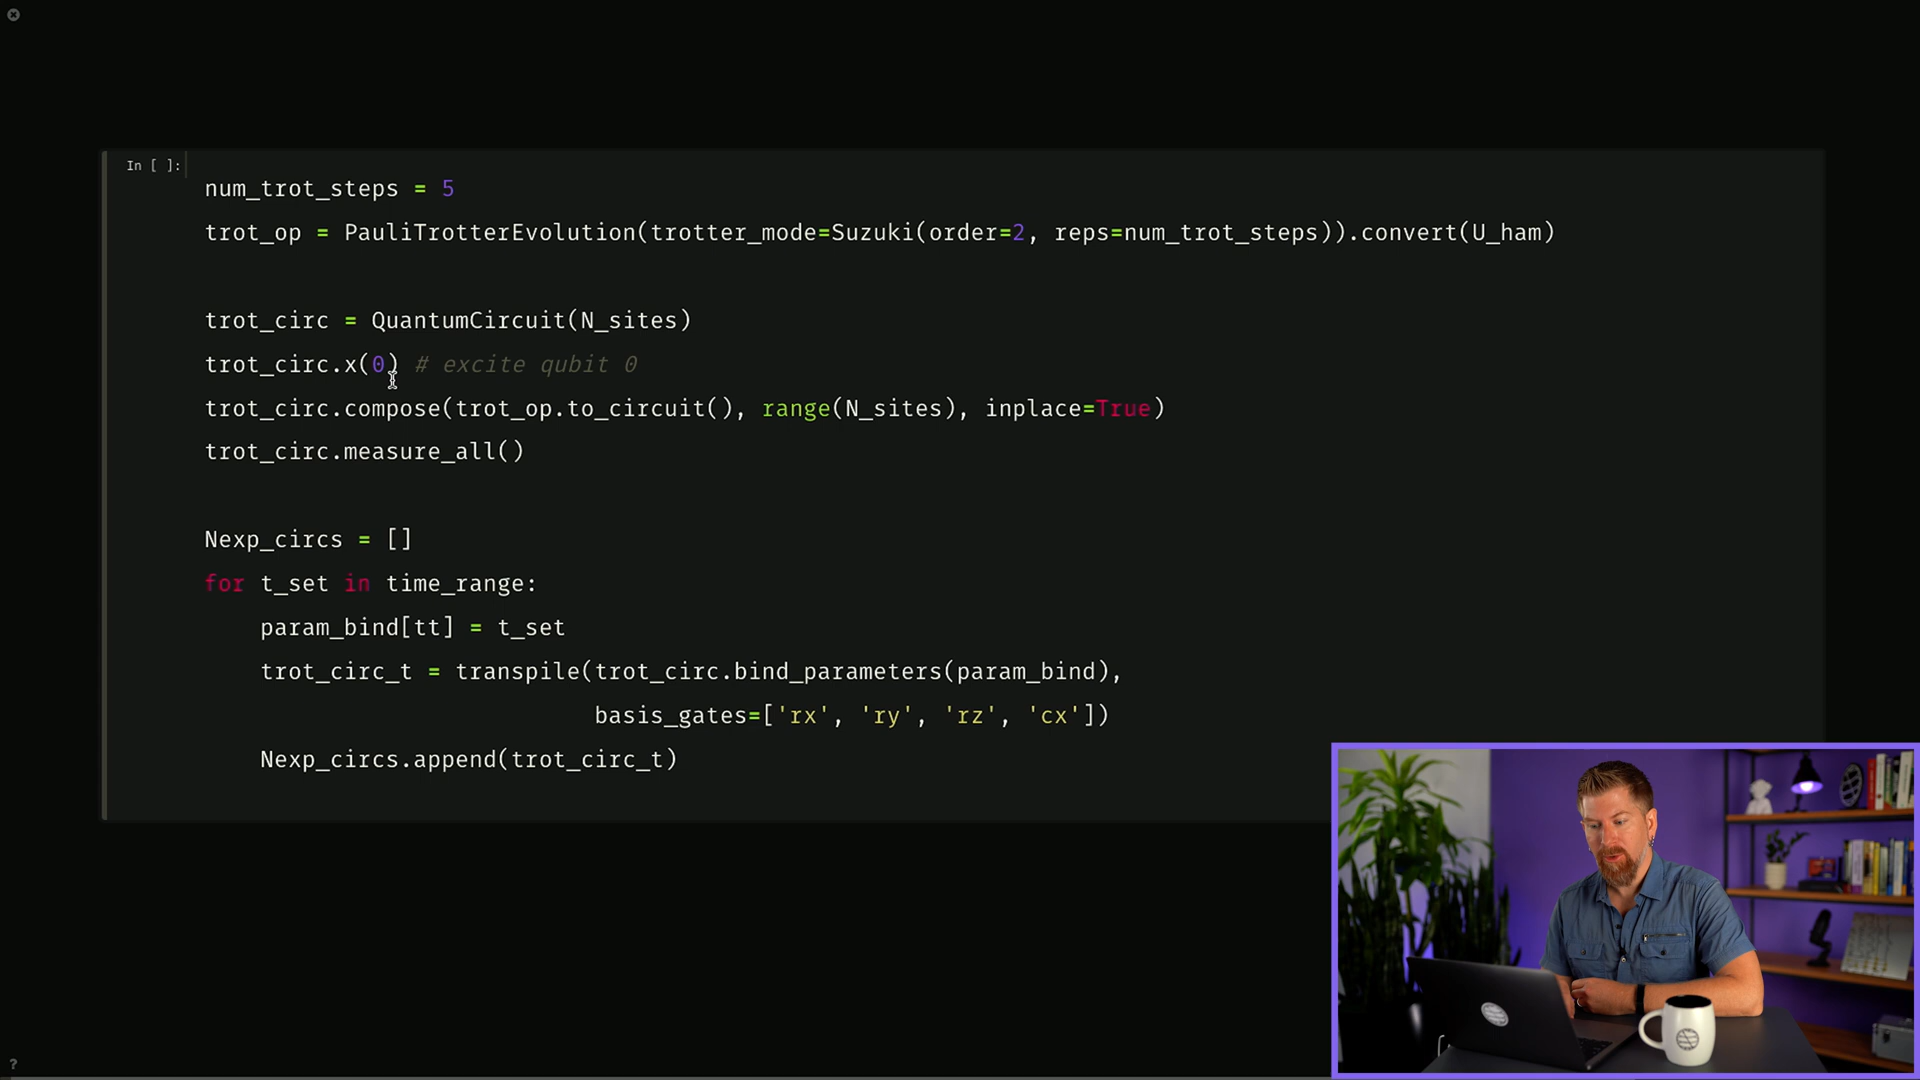 In [ ]:
num_trot_steps = 5
trot_op = PauliTrotterEvolution(trotter_mode=Suzuki(order=2, reps=num_trot_steps)).convert(U_ham)
trot_circ = QuantumCircuit(N_sites)
trot_circ.x(0) # excite qubit 0
trot_circ.compose(trot_op.to_circuit(), range(N_sites), inplace=True)
trot_circ.measure_all()
Nexp_circs = []
for t_set in time_range:
    param_bind[tt] = t_set
    trot_circ_t = transpile(trot_circ.bind_parameters(param_bind),
                            basis_gates=['rx', 'ry', 'rz', 'cx'])
    Nexp_circs.append(trot_circ_t)
?